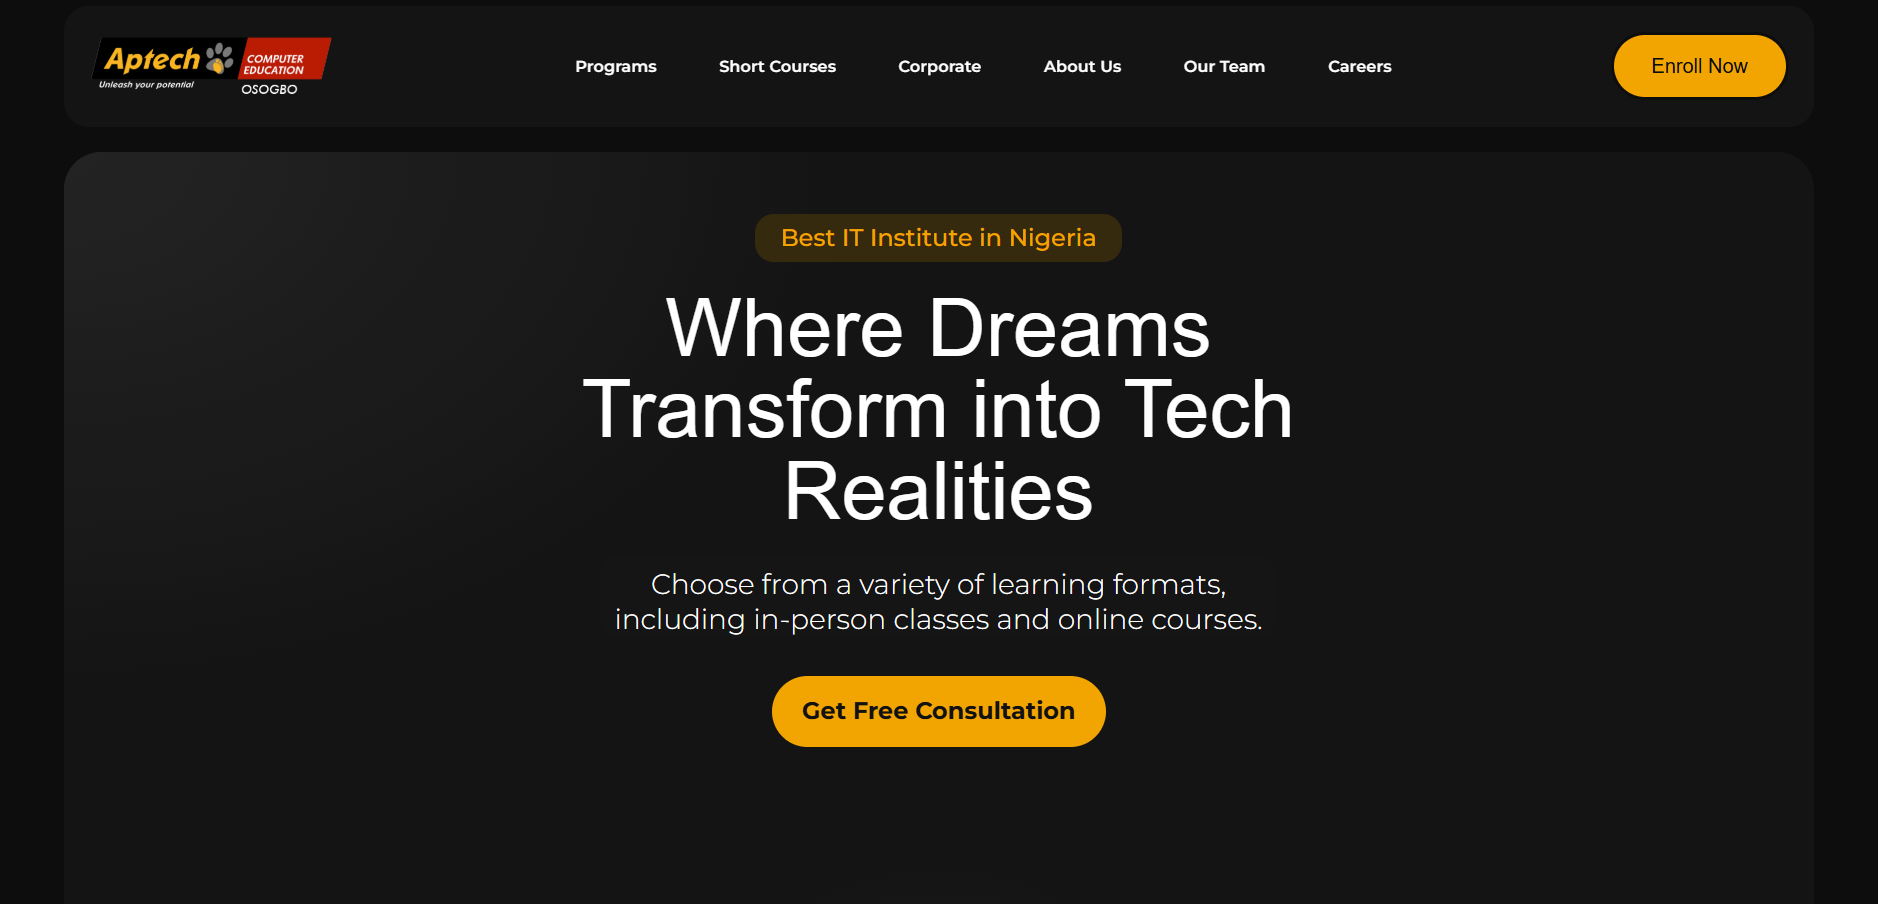 Aptech
COMPUTER
EDUCATION
Unleash your potential
OSOGBO
Programs
Short Courses
Corporate
About Us
Our Team
Careers
Enroll Now
Best IT Institute in Nigeria
Where Dreams
Transform into Tech
Realities
Choose from a variety of learning formats,
including in-person classes and online courses.
Get Free Consultation